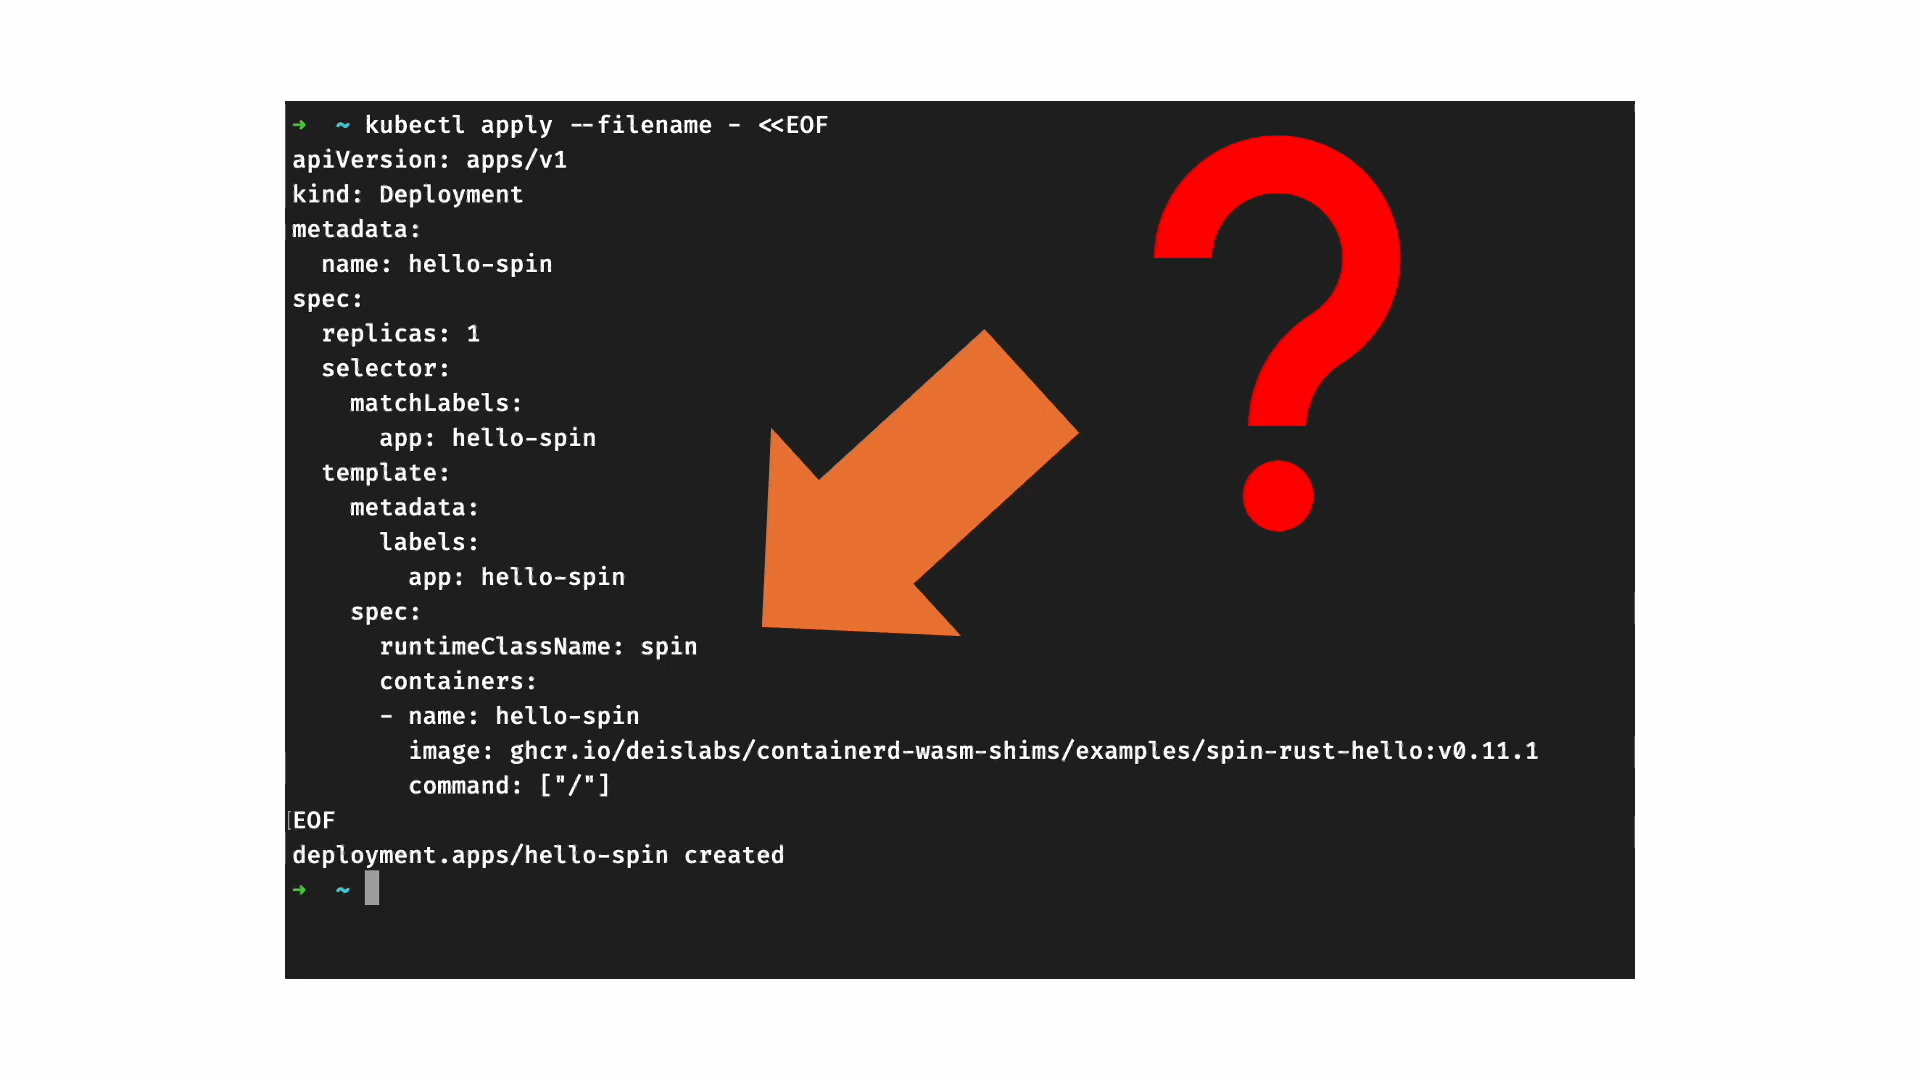 ➜  ~ kubectl apply --filename - <<EOF
apiVersion: apps/v1
kind: Deployment
metadata:
  name: hello-spin
spec:
  replicas: 1
  selector:
    matchLabels:
      app: hello-spin
  template:
    metadata:
      labels:
        app: hello-spin
    spec:
      runtimeClassName: spin
      containers:
      - name: hello-spin
        image: ghcr.io/deislabs/containerd-wasm-shims/examples/spin-rust-hello:v0.11.1
        command: ["/"]
EOF
deployment.apps/hello-spin created
➜  ~
?